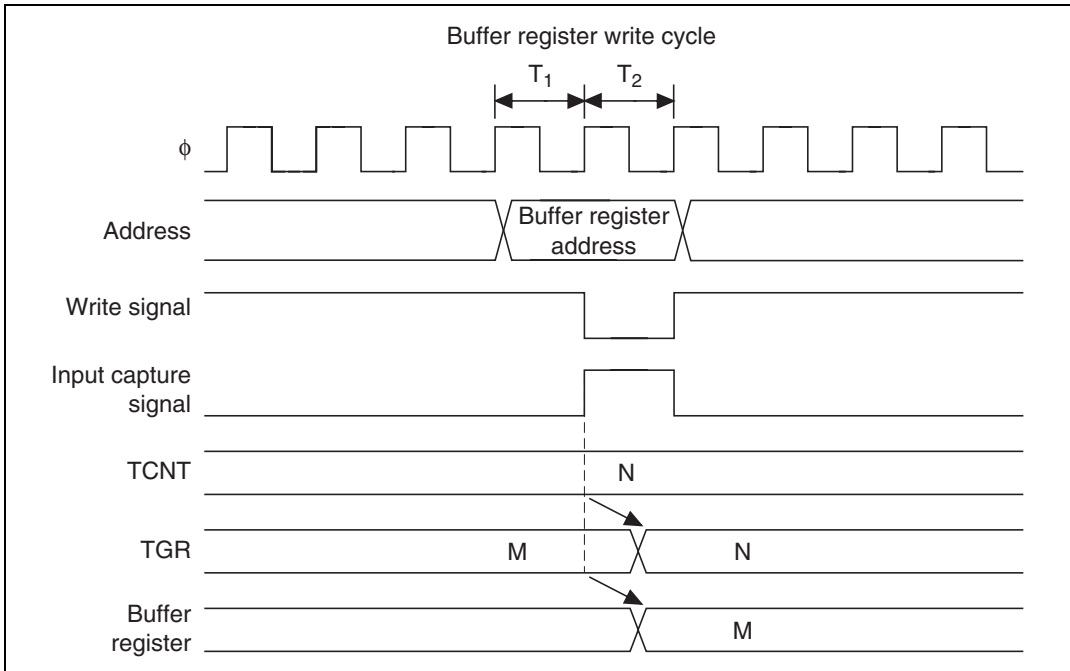 Buffer register write cycle
T1 T2
ϕ
Address
Buffer register
address
Write signal
Input capture
signal
TCNT
N
TGR
M N
Buffer
register
M